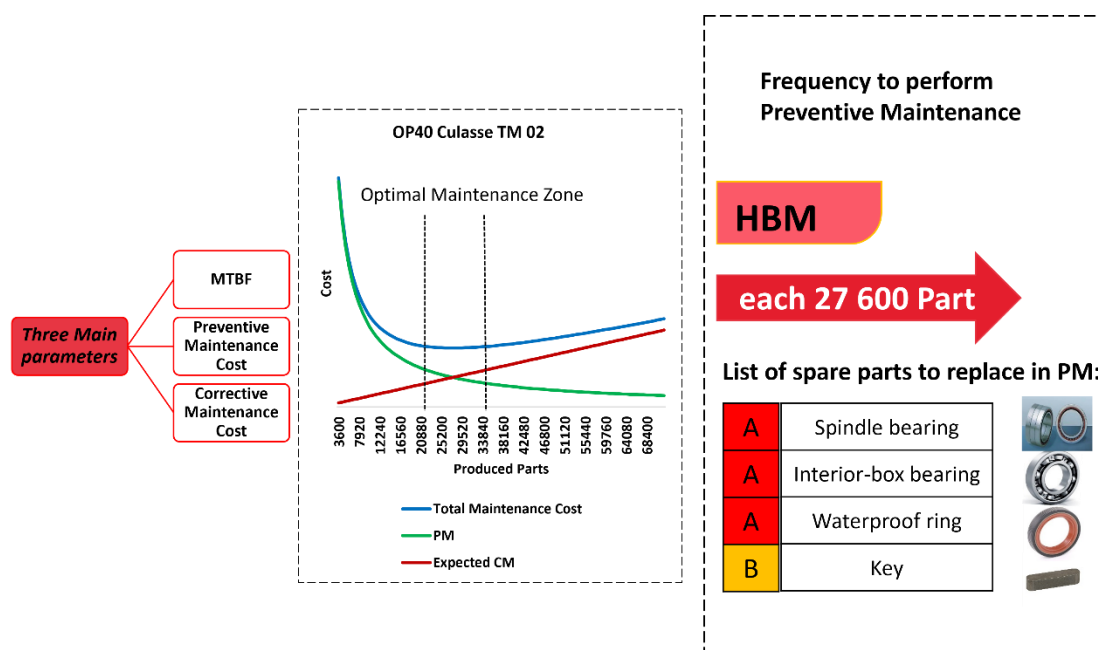 Three Main
parameters
MTBF
Preventive
Maintenance
Cost
Corrective
Maintenance
Cost
OP40 Culasse TM 02
Optimal Maintenance Zone
Cost
3600
7920
12240
16560
20880
25200
29520
33840
38160
42480
46800
51120
55440
59760
64080
68400
Produced Parts
Total Maintenance Cost
PM
Expected CM
Frequency to perform
Preventive Maintenance
HBM
each 27 600 Part
List of spare parts to replace in PM:
A Spindle bearing
A Interior-box bearing
A Waterproof ring
B Key